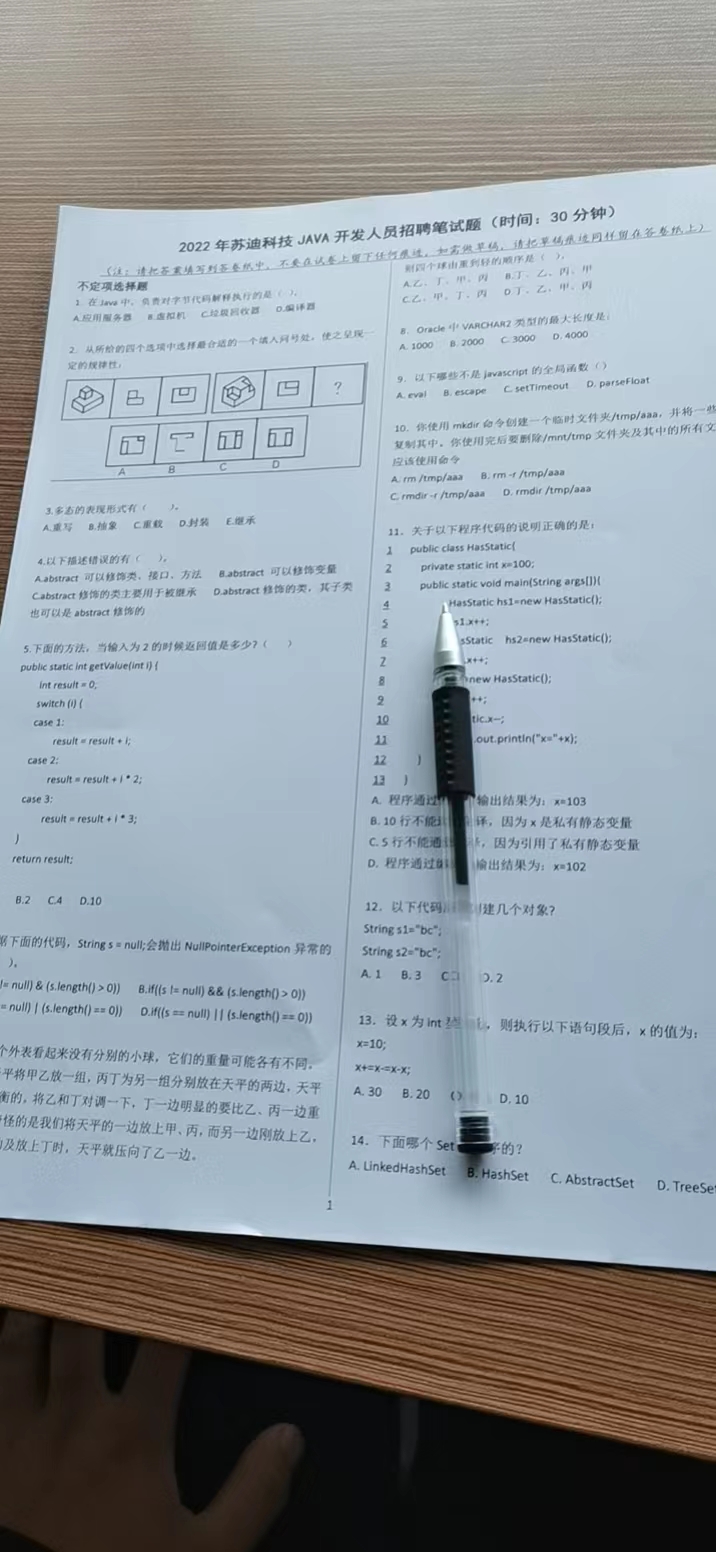 2022 年苏迪科技 JAVA 开发人员招聘笔试题（时间：30 分钟）
（注：请把答案填写到答卷纸中，不要在试卷上留下任何痕迹，如需做草稿，请把草稿痕迹同样留在答卷纸上）
不定项选择题
1. 在 Java 中，负责对字节代码解释执行的是（ ）。
A.应用服务器 B.虚拟机 C.垃圾回收器 D.编译器
2. 从所给的四个选项中选择最合适的一个填入问号处，使之呈现一
定的规律性：
?
A B C D
3.多态的表现形式有（ ）。
A.重写 B.抽象 C.重载 D.封装 E.继承
4.以下描述错误的有（ ）。
A.abstract 可以修饰类、接口、方法 B.abstract 可以修饰变量
C.abstract 修饰的类主要用于被继承 D.abstract 修饰的类，其子类
也可以是 abstract 修饰的
5.下面的方法，当输入为 2 的时候返回值是多少?（ ）
public static int getValue(int i) {
int result = 0;
switch (i) {
case 1:
result = result + i;
case 2:
result = result + i * 2;
case 3:
result = result + i * 3;
}
return result;
B.2 C.4 D.10
下面的代码，String s = null;会抛出 NullPointerException 异常的
）。
!= null) & (s.length() > 0)) B.if((s != null) && (s.length() > 0))
= null) | (s.length() == 0)) D.if((s == null) || (s.length() == 0))
个外表看起来没有分别的小球，它们的重量可能各有不同，
平将甲乙放一组，丙丁为另一组分别放在天平的两边，天平
衡的，将乙和丁对调一下，丁一边明显的要比乙、丙一边重
怪的是我们将天平的一边放上甲、丙，而另一边刚放上乙，
及放上丁时，天平就压向了乙一边。
别四个球由重到轻的顺序是（ ）。
A.乙、丁、甲、丙 B.丁、乙、丙、甲
C.乙、甲、丁、丙 D.丁、乙、甲、丙
8. Oracle 中 VARCHAR2 类型的最大长度是：
A. 1000 B. 2000 C. 3000 D. 4000
9. 以下哪些不是 javascript 的全局函数（）
A. eval B. escape C. setTimeout D. parseFloat
10. 你使用 mkdir 命令创建一个临时文件夹/tmp/aaa，并将一些
复制其中。你使用完后要删除/mnt/tmp 文件夹及其中的所有文
应该使用命令
A. rm /tmp/aaa B. rm -r /tmp/aaa
C. rmdir -r /tmp/aaa D. rmdir /tmp/aaa
11. 关于以下程序代码的说明正确的是：
1 public class HasStatic{
2 private static int x=100;
3 public static void main(String args[]){
4 HasStatic hs1=new HasStatic();
5 s1.x++;
6 sStatic hs2=new HasStatic();
7 .x++;
8 new HasStatic();
9 ++;
10 tic.x--;
11 .out.println("x="+x);
12 }
13 }
A. 程序通过 输出结果为：x=103
B. 10 行不能 译，因为 x 是私有静态变量
C. 5 行不能通 ，因为引用了私有静态变量
D. 程序通过 输出结果为：x=102
12. 以下代码 建几个对象?
String s1="bc";
String s2="bc";
A. 1 B. 3 C D. 2
13. 设 x 为 int ，则执行以下语句段后，x 的值为：
x=10;
x+=x-=x-x;
A. 30 B. 20 D. 10
14. 下面哪个 Set 序的?
A. LinkedHashSet B. HashSet C. AbstractSet D. TreeSe
1